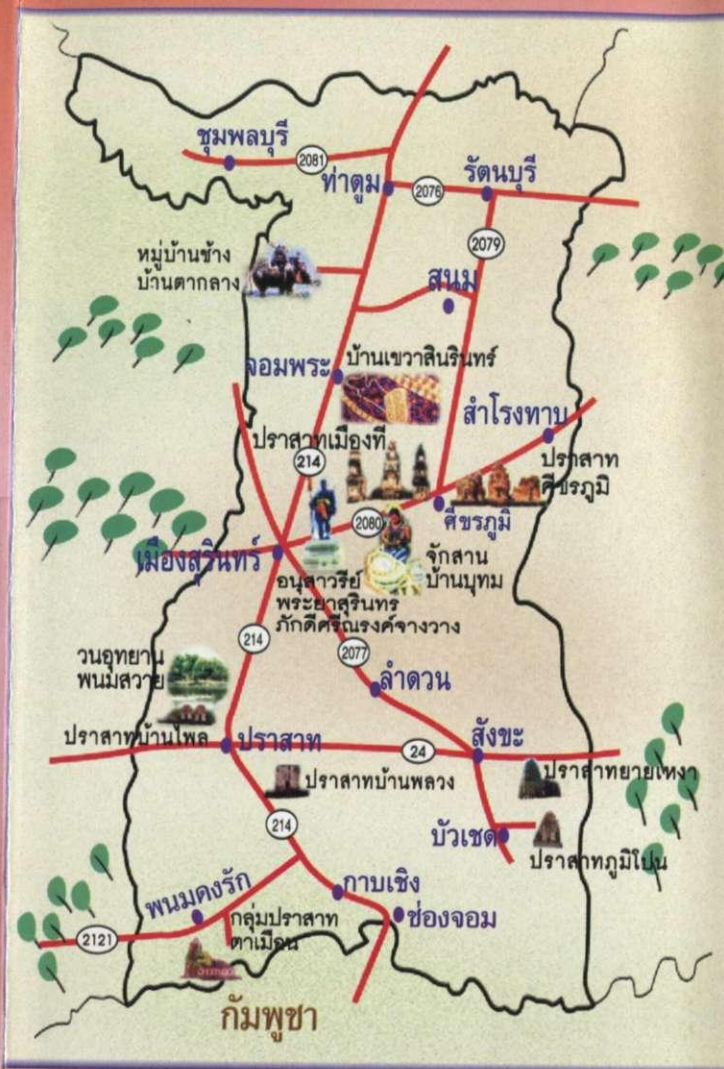 ชุมพลบุรี
2081
ท่าตูม
2076
รัตนบุรี
2079
หมู่บ้านช้าง
บ้านตากลาง
สนม
จอมพระ
บ้านเขวาสินรินทร์
สำโรงทาบ
ปราสาทเมืองที
214
ปราสาท
ศีขรภูมิ
2080
ศีขรภูมิ
เมืองสุรินทร์
จักสาน
บ้านบุทม
อนุสาวรีย์
พระยาสุรินทร
ภักดีศรีณรงค์จางวาง
214
2077
วนอุทยาน
พนมสวาย
ลำดวน
ปราสาทบ้านไพล
ปราสาท
24
สังขะ
ปราสาทบ้านพลวง
ปราสาทยายเหงา
214
บัวเชด
ปราสาทภูมิโปน
พนมดงรัก
กาบเชิง
กลุ่มปราสาท
ตาเมือน
ช่องจอม
2121
กัมพูชา